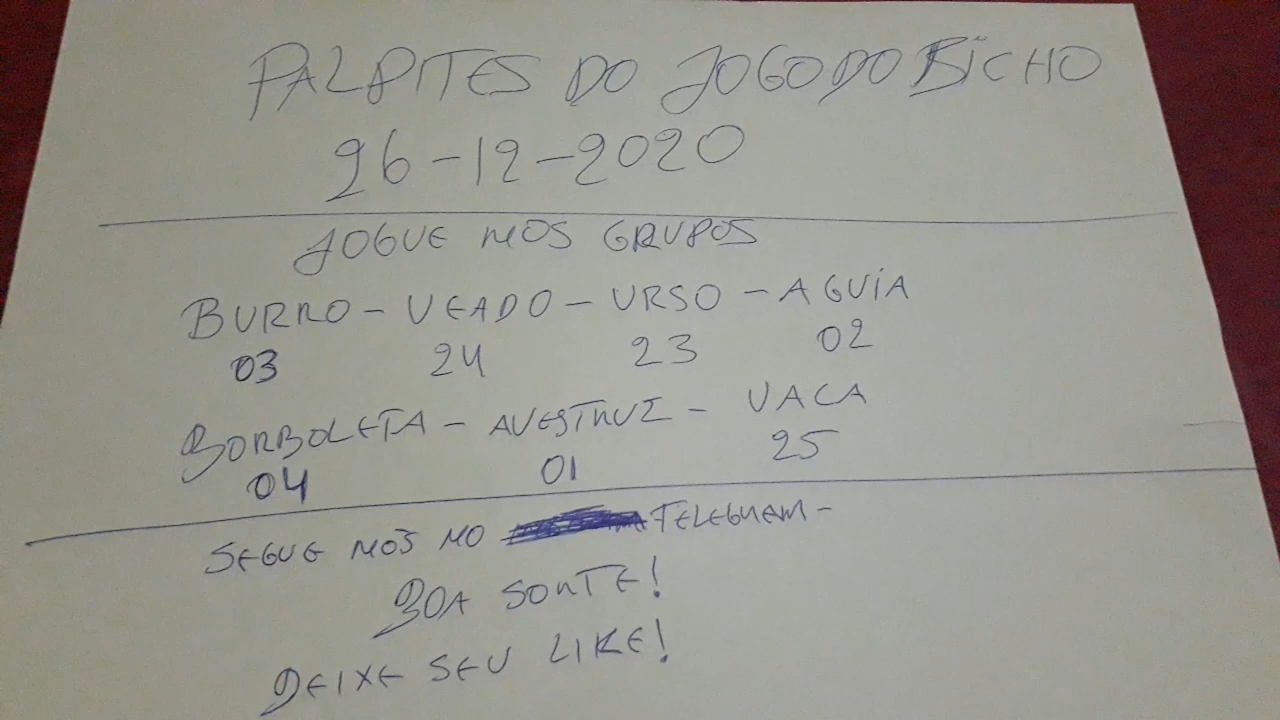 PALPITES DO JOGO DO BICHO
26-12-2020
JOGUE NOS GRUPOS
BURRO - VEADO - URSO - AGUIA
03 24 23 02
BORBOLETA - AVESTRUZ - VACA
04 01 25
SEGUE NOS NO TELEGRAM -
BOA SORTE!
DEIXE SEU LIKE!